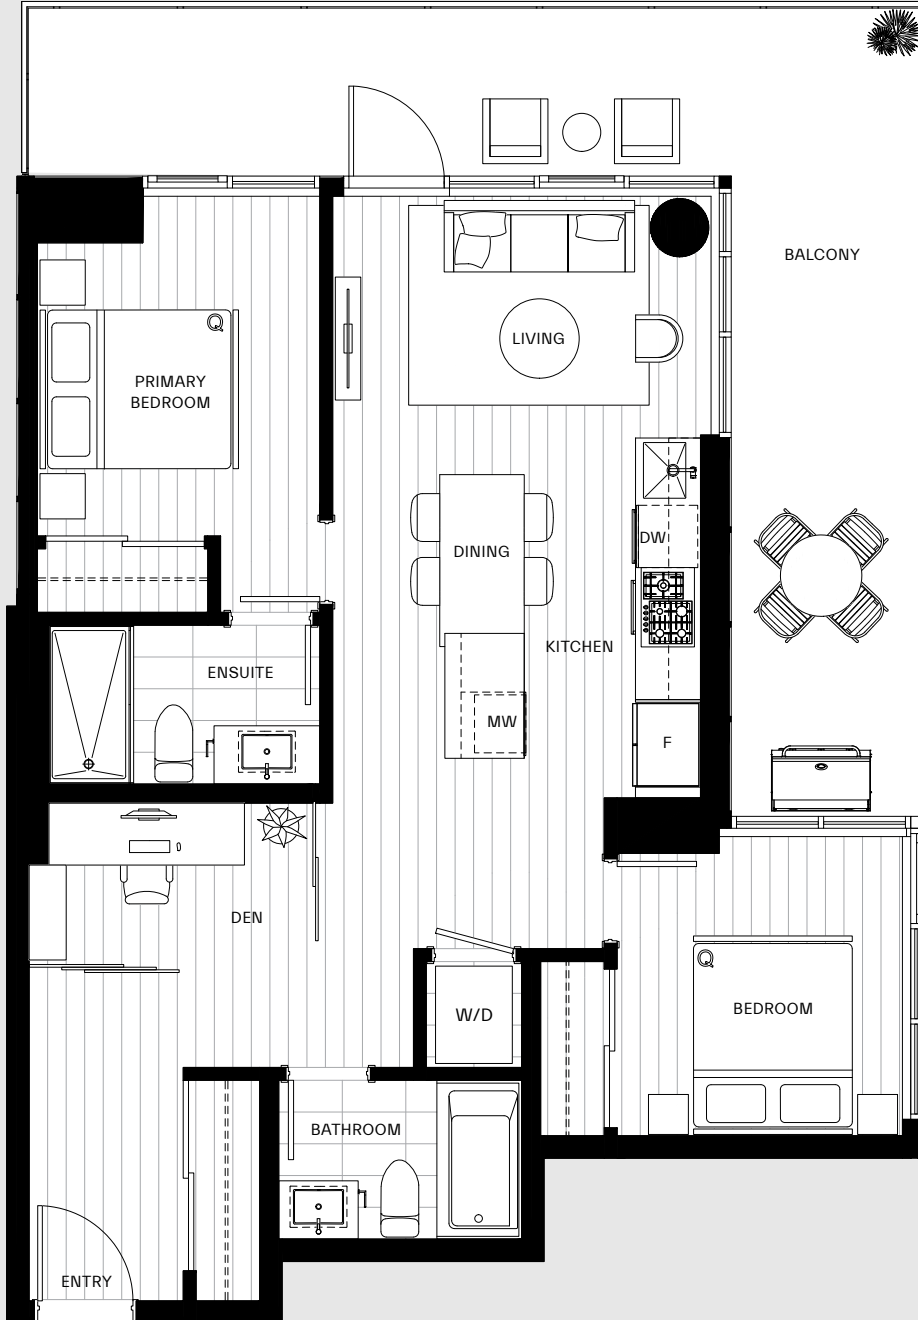 BALCONY
LIVING
PRIMARY
BEDROOM
DW
DINING
KITCHEN
ENSUITE
MW
F
DEN
BEDROOM
W/D
BATHROOM
ENTRY